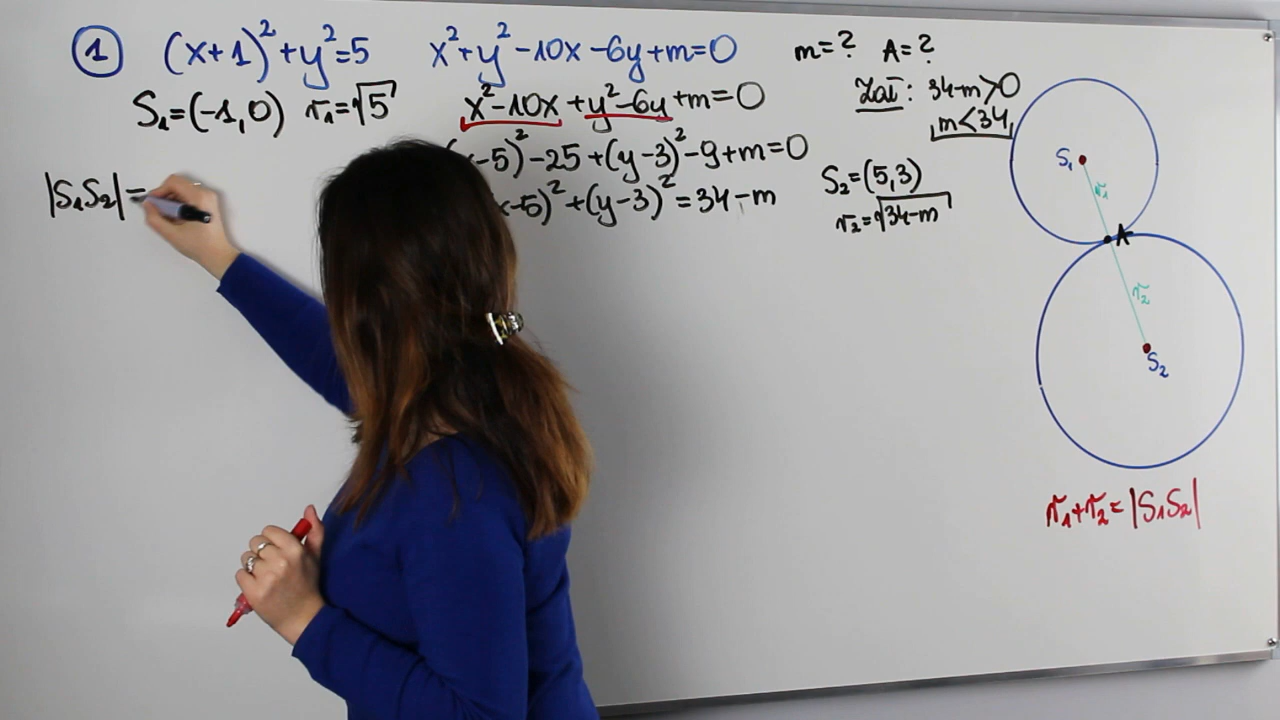 1 (x+1)²+y²=5 x²+y²-10x-6y+m=0 m=? A=?
S₁=(-1,0) r₁=√5 x²-10x+y²-6y+m=0
Zał: 34-m>0
m<34
-5)²-25+(y-3)²-9+m=0
-5)²+(y-3)²=34-m
S₂=(5,3)
r₂=√34-m
|S₁S₂|=
S₁
r₁
A
r₂
S₂
r₁+r₂=|S₁S₂|